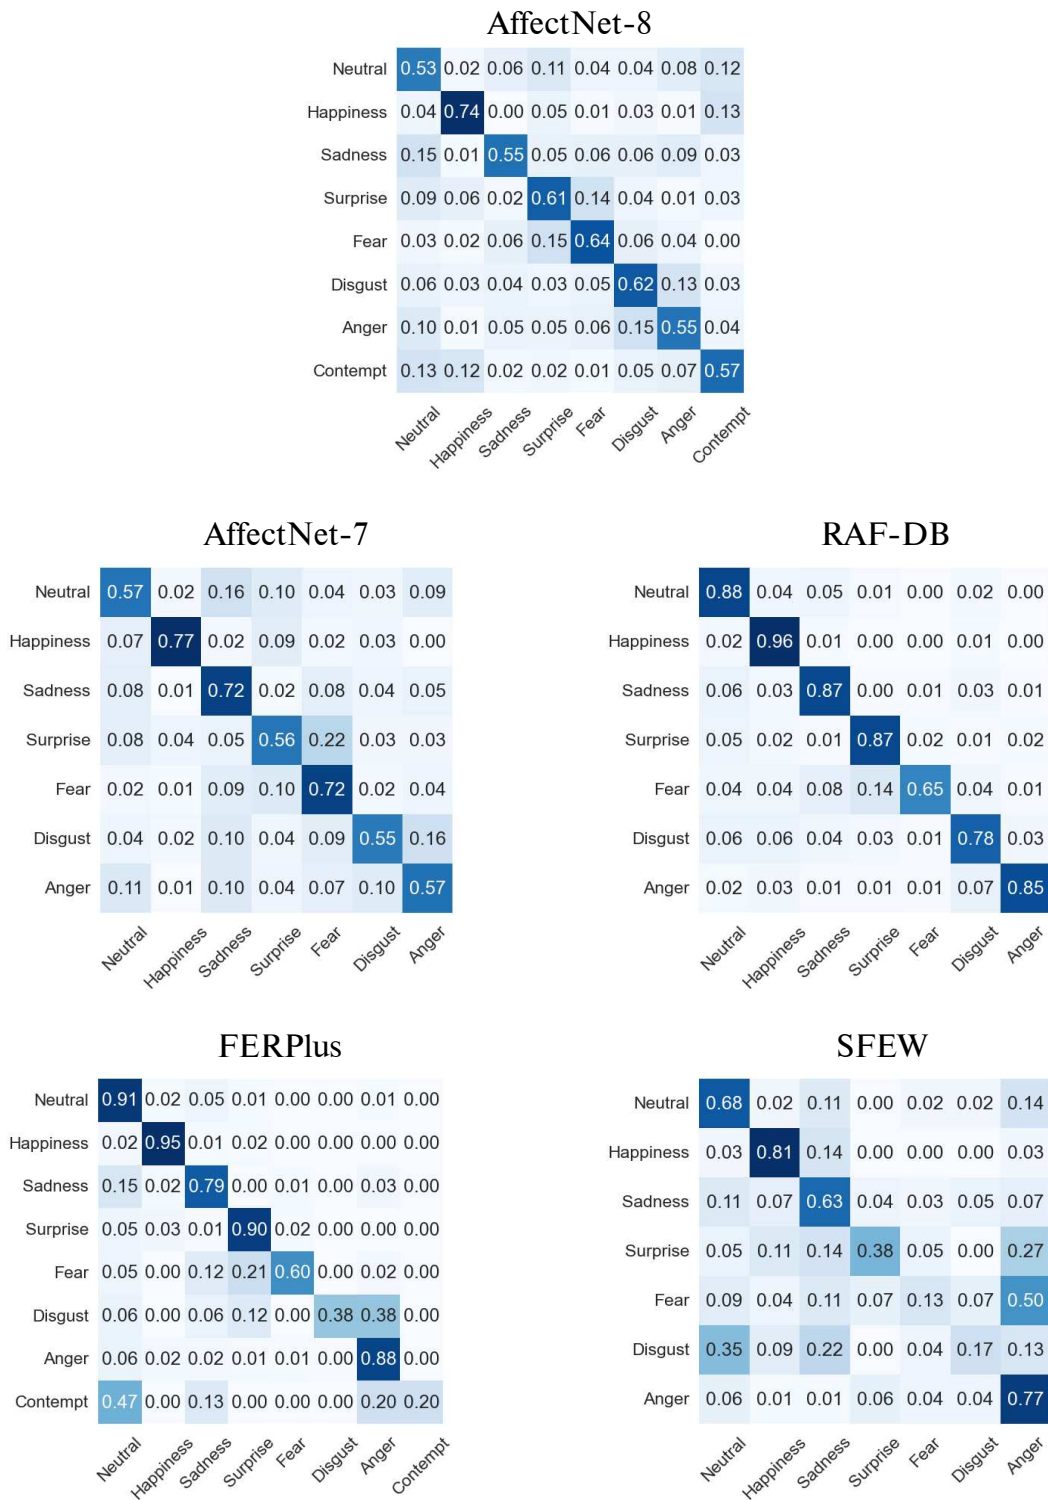 AffectNet-8
Neutral 0.53 0.02 0.06 0.11 0.04 0.04 0.08 0.12
Happiness 0.04 0.74 0.00 0.05 0.01 0.03 0.01 0.13
Sadness 0.15 0.01 0.55 0.05 0.06 0.06 0.09 0.03
Surprise 0.09 0.06 0.02 0.61 0.14 0.04 0.01 0.03
Fear 0.03 0.02 0.06 0.15 0.64 0.06 0.04 0.00
Disgust 0.06 0.03 0.04 0.03 0.05 0.62 0.13 0.03
Anger 0.10 0.01 0.05 0.05 0.06 0.15 0.55 0.04
Contempt 0.13 0.12 0.02 0.02 0.01 0.05 0.07 0.57
Neutral Happiness Sadness Surprise Fear Disgust Anger Contempt
AffectNet-7
Neutral 0.57 0.02 0.16 0.10 0.04 0.03 0.09
Happiness 0.07 0.77 0.02 0.09 0.02 0.03 0.00
Sadness 0.08 0.01 0.72 0.02 0.08 0.04 0.05
Surprise 0.08 0.04 0.05 0.56 0.22 0.03 0.03
Fear 0.02 0.01 0.09 0.10 0.72 0.02 0.04
Disgust 0.04 0.02 0.10 0.04 0.09 0.55 0.16
Anger 0.11 0.01 0.10 0.04 0.07 0.10 0.57
Neutral Happiness Sadness Surprise Fear Disgust Anger
RAF-DB
Neutral 0.88 0.04 0.05 0.01 0.00 0.02 0.00
Happiness 0.02 0.96 0.01 0.00 0.00 0.01 0.00
Sadness 0.06 0.03 0.87 0.00 0.01 0.03 0.01
Surprise 0.05 0.02 0.01 0.87 0.02 0.01 0.02
Fear 0.04 0.04 0.08 0.14 0.65 0.04 0.01
Disgust 0.06 0.06 0.04 0.03 0.01 0.78 0.03
Anger 0.02 0.03 0.01 0.01 0.01 0.07 0.85
Neutral Happiness Sadness Surprise Fear Disgust Anger
FERPlus
Neutral 0.91 0.02 0.05 0.01 0.00 0.00 0.01 0.00
Happiness 0.02 0.95 0.01 0.02 0.00 0.00 0.00 0.00
Sadness 0.15 0.02 0.79 0.00 0.01 0.00 0.03 0.00
Surprise 0.05 0.03 0.01 0.90 0.02 0.00 0.00 0.00
Fear 0.05 0.00 0.12 0.21 0.60 0.00 0.02 0.00
Disgust 0.06 0.00 0.06 0.12 0.00 0.38 0.38 0.00
Anger 0.06 0.02 0.02 0.01 0.01 0.00 0.88 0.00
Contempt 0.47 0.00 0.13 0.00 0.00 0.00 0.20 0.20
Neutral Happiness Sadness Surprise Fear Disgust Anger Contempt
SFEW
Neutral 0.68 0.02 0.11 0.00 0.02 0.02 0.14
Happiness 0.03 0.81 0.14 0.00 0.00 0.00 0.03
Sadness 0.11 0.07 0.63 0.04 0.03 0.05 0.07
Surprise 0.05 0.11 0.14 0.38 0.05 0.00 0.27
Fear 0.09 0.04 0.11 0.07 0.13 0.07 0.50
Disgust 0.35 0.09 0.22 0.00 0.04 0.17 0.13
Anger 0.06 0.01 0.01 0.06 0.04 0.04 0.77
Neutral Happiness Sadness Surprise Fear Disgust Anger